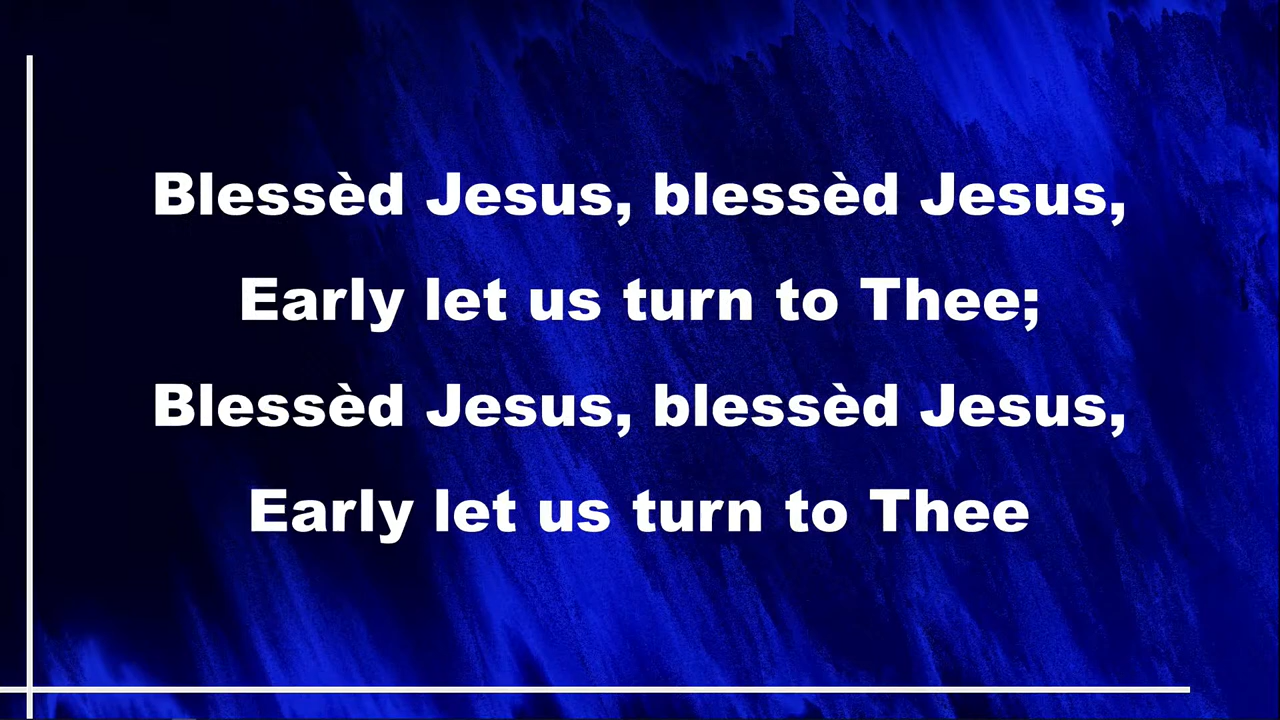 Blessèd Jesus, blessèd Jesus,
Early let us turn to Thee;
Blessèd Jesus, blessèd Jesus,
Early let us turn to Thee